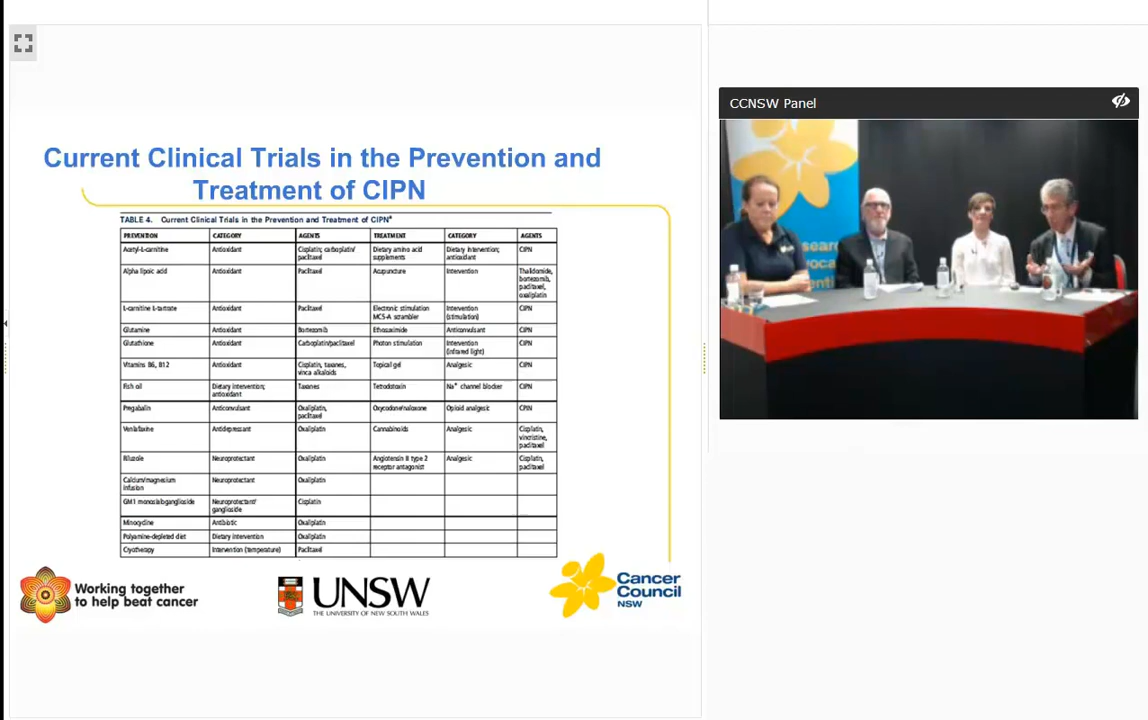 Current Clinical Trials in the Prevention and
Treatment of CIPN
TABLE 4. Current Clinical Trials in the Prevention and Treatment of CIPNa
PREVENTION CATEGORY AGENTS TREATMENT CATEGORY AGENTS
Acetyl-L-carnitine Antioxidant Cisplatin; carboplatin/ Dietary amino acid Dietary intervention; CIPN
paclitaxel supplements antioxidant
Alpha lipoic acid Antioxidant Paclitaxel Acupuncture Intervention Thalidomide,
bortezomib,
paclitaxel,
oxaliplatin
L-carnitine L-tartrate Antioxidant Paclitaxel Electronic stimulation Intervention CIPN
MC5-A scrambler (stimulation)
Glutamine Antioxidant Bortezomib Ethosuximide Anticonvulsant CIPN
Glutathione Antioxidant Carboplatin/paclitaxel Photon stimulation Intervention CIPN
(infrared light)
Vitamins B6, B12 Antioxidant Cisplatin, taxanes, Topical gel Analgesic CIPN
vinca alkaloids
Fish oil Dietary intervention; Taxanes Tetrodotoxin Na+ channel blocker CIPN
antioxidant
Pregabalin Anticonvulsant Oxaliplatin, Oxycodone/naloxone Opioid analgesic CPIN
paclitaxel
Venlafaxine Antidepressant Oxaliplatin Cannabinoids Analgesic Cisplatin,
vincristine,
paclitaxel
Riluzole Neuroprotectant Oxaliplatin Angiotensin II type 2 Analgesic Cisplatin,
receptor antagonist paclitaxel
Calcium/magnesium Neuroprotectant Oxaliplatin
infusion
GM1 monosialoganglioside Neuroprotectant/ Cisplatin
ganglioside
Minocycline Antibiotic Oxaliplatin
Polyamine-depleted diet Dietary intervention Oxaliplatin
Cryotherapy Intervention (temperature) Paclitaxel
Working together
to help beat cancer
UNSW
THE UNIVERSITY OF NEW SOUTH WALES
Cancer
Council
NSW
CCNSW Panel